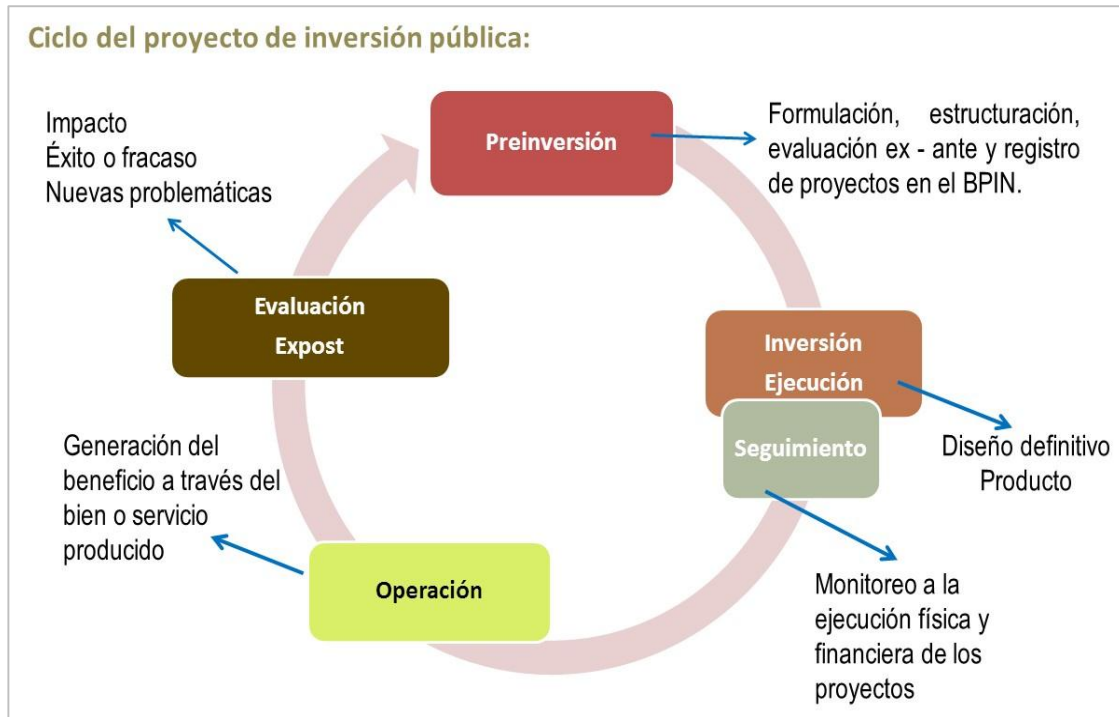 Ciclo del proyecto de inversión pública:
Preinversión
Formulación, estructuración,
evaluación ex - ante y registro
de proyectos en el BPIN.
Inversión
Ejecución
Diseño definitivo
Producto
Seguimiento
Monitoreo a la
ejecución física y
financiera de los
proyectos
Operación
Generación del
beneficio a través del
bien o servicio
producido
Evaluación
Expost
Impacto
Éxito o fracaso
Nuevas problemáticas